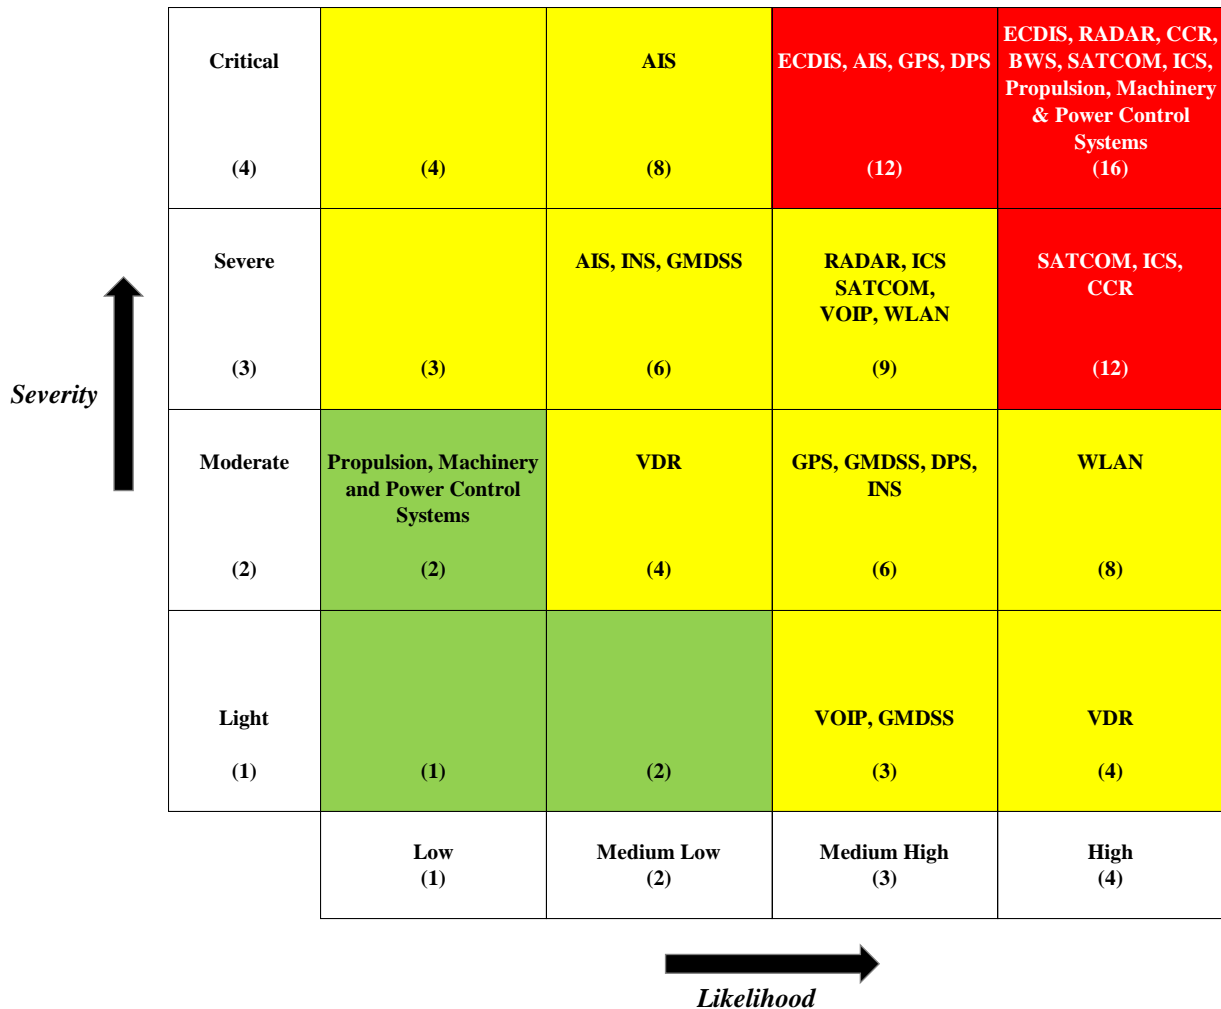 Critical
(4)
(4)
AIS
(8)
ECDIS, AIS, GPS, DPS
(12)
ECDIS, RADAR, CCR,
BWS, SATCOM, ICS,
Propulsion, Machinery
& Power Control
Systems
(16)
Severe
(3)
(3)
AIS, INS, GMDSS
(6)
RADAR, ICS
SATCOM,
VOIP, WLAN
(9)
SATCOM, ICS,
CCR
(12)
Severity
Moderate
(2)
Propulsion, Machinery
and Power Control
Systems
(2)
VDR
(4)
GPS, GMDSS, DPS,
INS
(6)
WLAN
(8)
Light
(1)
(1)
(2)
VOIP, GMDSS
(3)
VDR
(4)
Low
(1)
Medium Low
(2)
Medium High
(3)
High
(4)
Likelihood